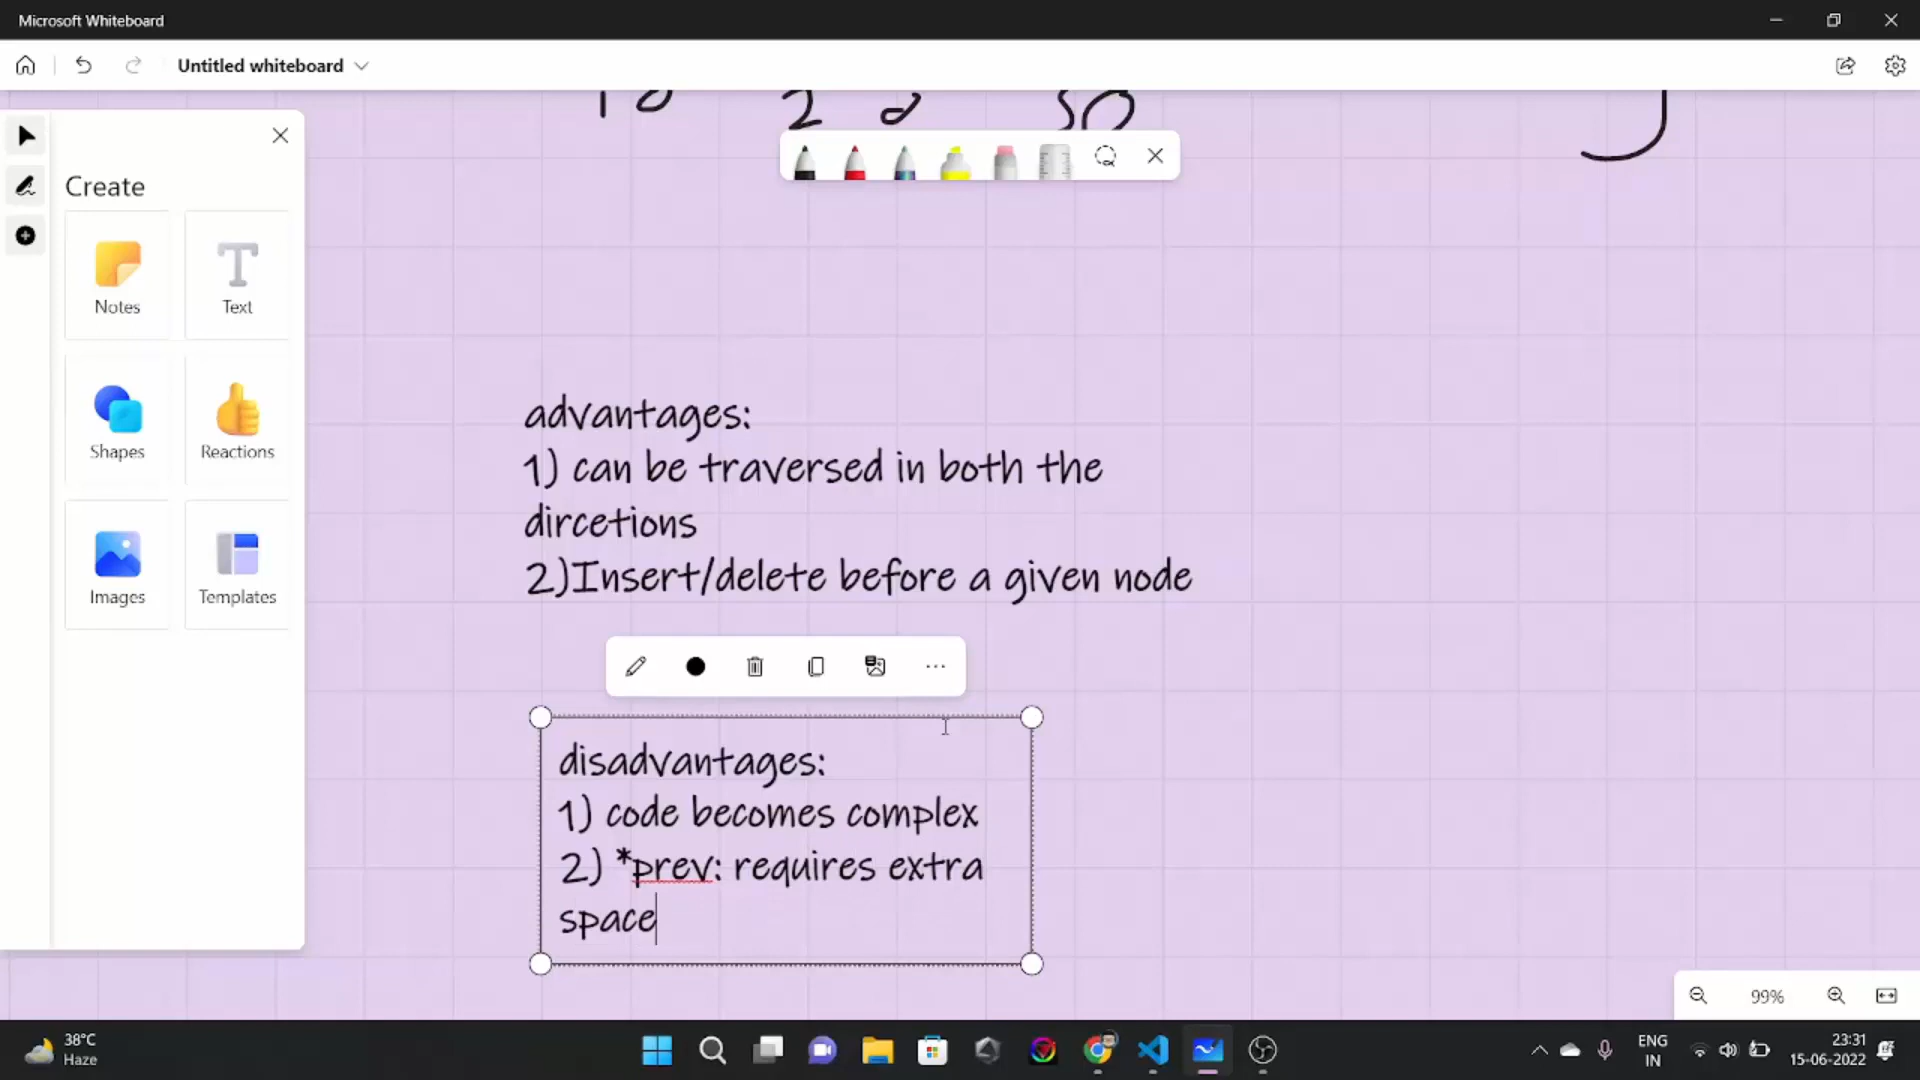 Microsoft Whiteboard
Untitled whiteboard
Create
Notes
Text
Shapes
Reactions
Images
Templates
advantages:
1) can be traversed in both the
dircetions
2)Insert/delete before a given node
disadvantages:
1) code becomes complex
2) *prev: requires extra
space
99%
38°C
Haze
ENG
IN
23:31
15-06-2022